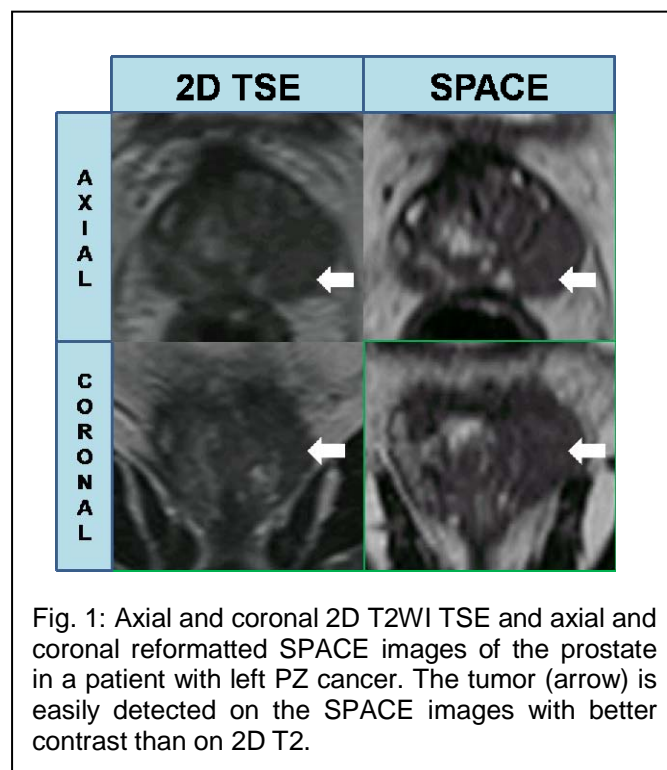 2D TSE SPACE
AXIAL
CORONAL
Fig. 1: Axial and coronal 2D T2WI TSE and axial and
coronal reformatted SPACE images of the prostate
in a patient with left PZ cancer. The tumor (arrow) is
easily detected on the SPACE images with better
contrast than on 2D T2.